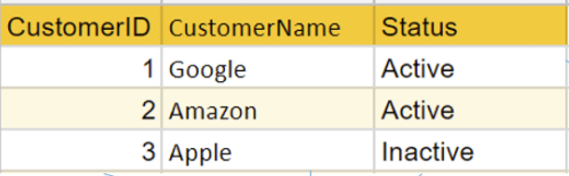 CustomerID CustomerName Status
1 Google Active
2 Amazon Active
3 Apple Inactive